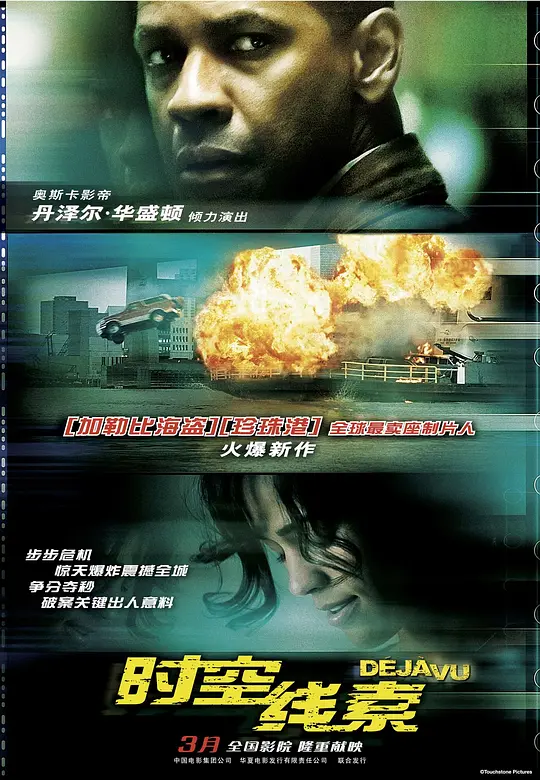 奥斯卡影帝
丹泽尔·华盛顿 倾力演出
[加勒比海盗][珍珠港] 全球最卖座制片人
火爆新作
步步危机
惊天爆炸震撼全城
争分夺秒
破案关键出人意料
DÉJÀ VU
时空线索
3月 全国影院 隆重献映
中国电影集团公司 华夏电影发行有限责任公司 联合发行
©Touchstone Pictures